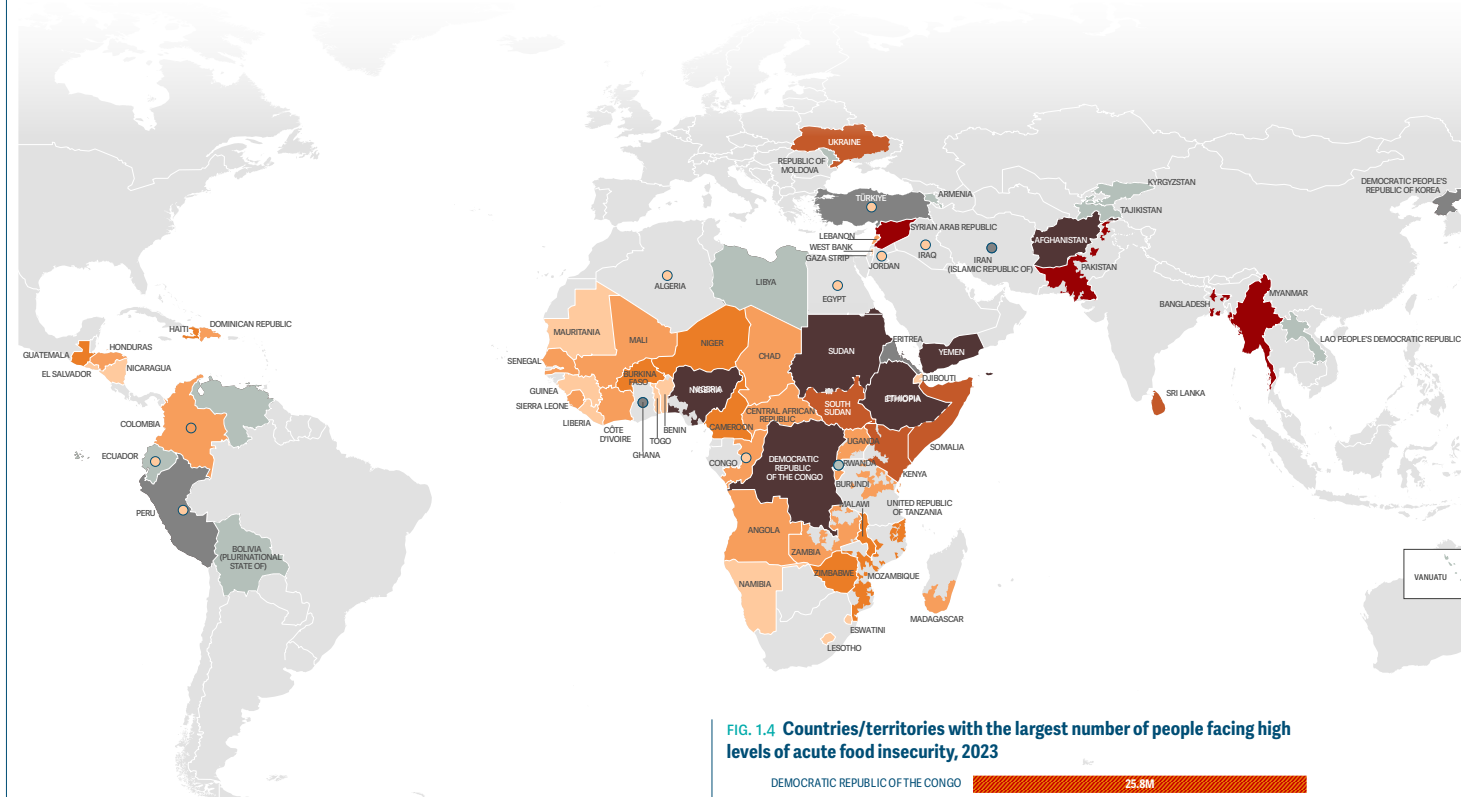 UKRAINE
REPUBLIC OF
MOLDOVA
KYRGYZSTAN
DEMOCRATIC PEOPLE'S
REPUBLIC OF KOREA
TÜRKIYE
ARMENIA
TAJIKISTAN
SYRIAN ARAB REPUBLIC
LEBANON
WEST BANK
GAZA STRIP
JORDAN
IRAQ
IRAN
(ISLAMIC REPUBLIC OF)
AFGHANISTAN
PAKISTAN
ALGERIA
LIBYA
EGYPT
BANGLADESH
MYANMAR
LAO PEOPLE'S DEMOCRATIC REPUBLIC
HAITI
DOMINICAN REPUBLIC
GUATEMALA
HONDURAS
EL SALVADOR
NICARAGUA
MAURITANIA
MALI
NIGER
CHAD
SUDAN
ERITREA
YEMEN
SENEGAL
BURKINA
FASO
NIGERIA
ETHIOPIA
DJIBOUTI
GUINEA
SIERRA LEONE
LIBERIA
CÔTE
D'IVOIRE
GHANA
TOGO
BENIN
CAMEROON
CENTRAL AFRICAN
REPUBLIC
SOUTH
SUDAN
SRI LANKA
COLOMBIA
ECUADOR
PERU
CONGO
DEMOCRATIC
REPUBLIC
OF THE CONGO
UGANDA
RWANDA
BURUNDI
KENYA
SOMALIA
MALAWI
UNITED REPUBLIC
OF TANZANIA
ANGOLA
ZAMBIA
BOLIVIA
(PLURINATIONAL
STATE OF)
NAMIBIA
ZIMBABWE
MOZAMBIQUE
MADAGASCAR
ESWATINI
LESOTHO
VANUATU
FIG. 1.4 Countries/territories with the largest number of people facing high
levels of acute food insecurity, 2023
DEMOCRATIC REPUBLIC OF THE CONGO 25.8M